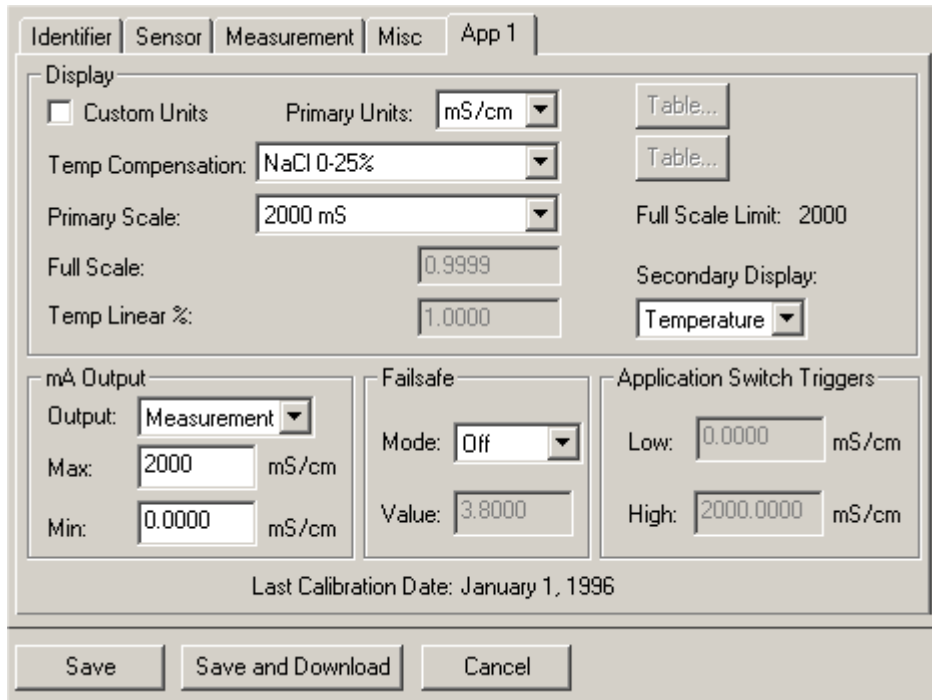 Identifier Sensor Measurement Misc App 1
Display
Custom Units Primary Units: mS/cm Table...
Temp Compensation: NaCl 0-25% Table...
Primary Scale: 2000 mS Full Scale Limit: 2000
Full Scale: 0.9999
Secondary Display:
Temp Linear %: 1.0000 Temperature
mA Output
Output: Measurement
Max: 2000 mS/cm
Min: 0.0000 mS/cm
Failsafe
Mode: Off
Value: 3.8000
Application Switch Triggers
Low: 0.0000 mS/cm
High: 2000.0000 mS/cm
Last Calibration Date: January 1, 1996
Save Save and Download Cancel